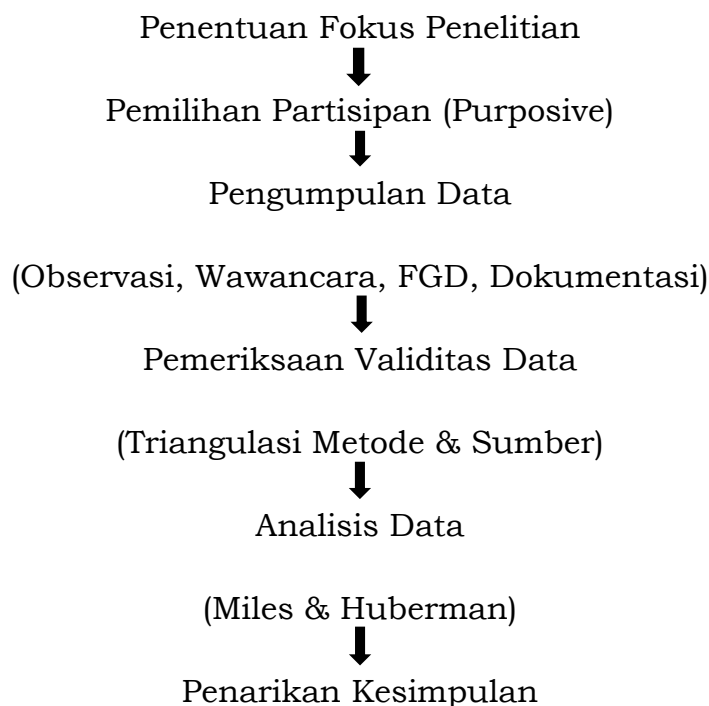 Penentuan Fokus Penelitian
Pemilihan Partisipan (Purposive)
Pengumpulan Data
(Observasi, Wawancara, FGD, Dokumentasi)
Pemeriksaan Validitas Data
(Triangulasi Metode & Sumber)
Analisis Data
(Miles & Huberman)
Penarikan Kesimpulan